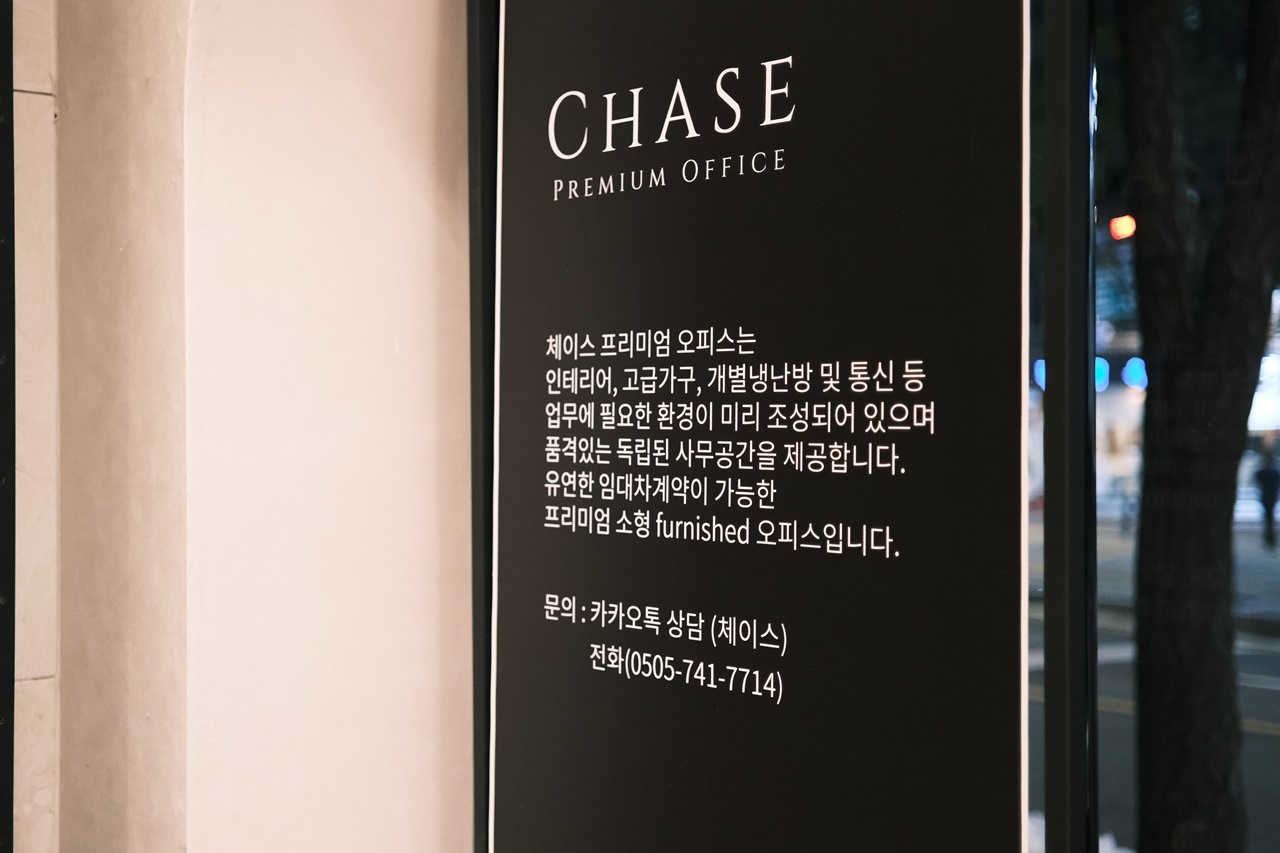 CHASE
PREMIUM OFFICE
체이스 프리미엄 오피스는
인테리어, 고급가구, 개별냉난방 및 통신 등
업무에 필요한 환경이 미리 조성되어 있으며
품격있는 독립된 사무공간을 제공합니다.
유연한 임대차계약이 가능한
프리미엄 소형 furnished 오피스입니다.
문의 : 카카오톡 상담 (체이스)
전화(0505-741-7714)